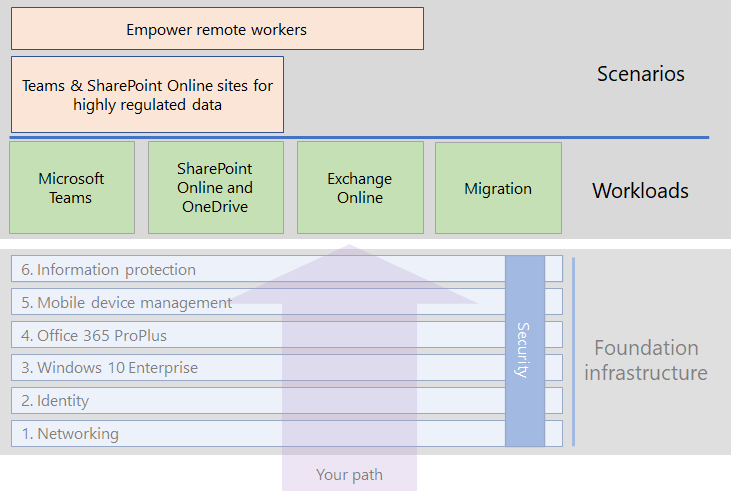 Empower remote workers
Teams & SharePoint Online sites for
highly regulated data
Scenarios
Microsoft
Teams
SharePoint
Online and
OneDrive
Exchange
Online
Migration
Workloads
6. Information protection
5. Mobile device management
4. Office 365 ProPlus
3. Windows 10 Enterprise
2. Identity
1. Networking
Security
Foundation
infrastructure
Your path